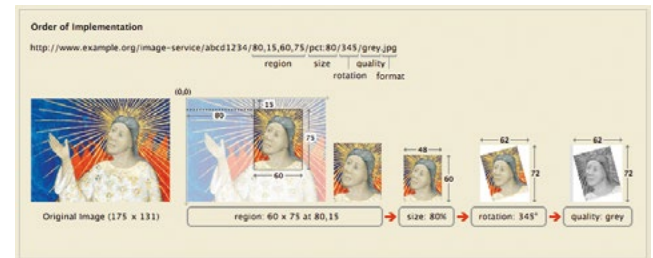 Order of Implementation
http://www.example.org/image-service/abcd1234/80,15,60,75/pct:80/345/grey.jpg
region size quality
rotation format
(0,0)
15
80
75
60
48
60
62
72
62
72
Original Image (175 x 131)
region: 60 x 75 at 80,15
size: 80%
rotation: 345°
quality: grey